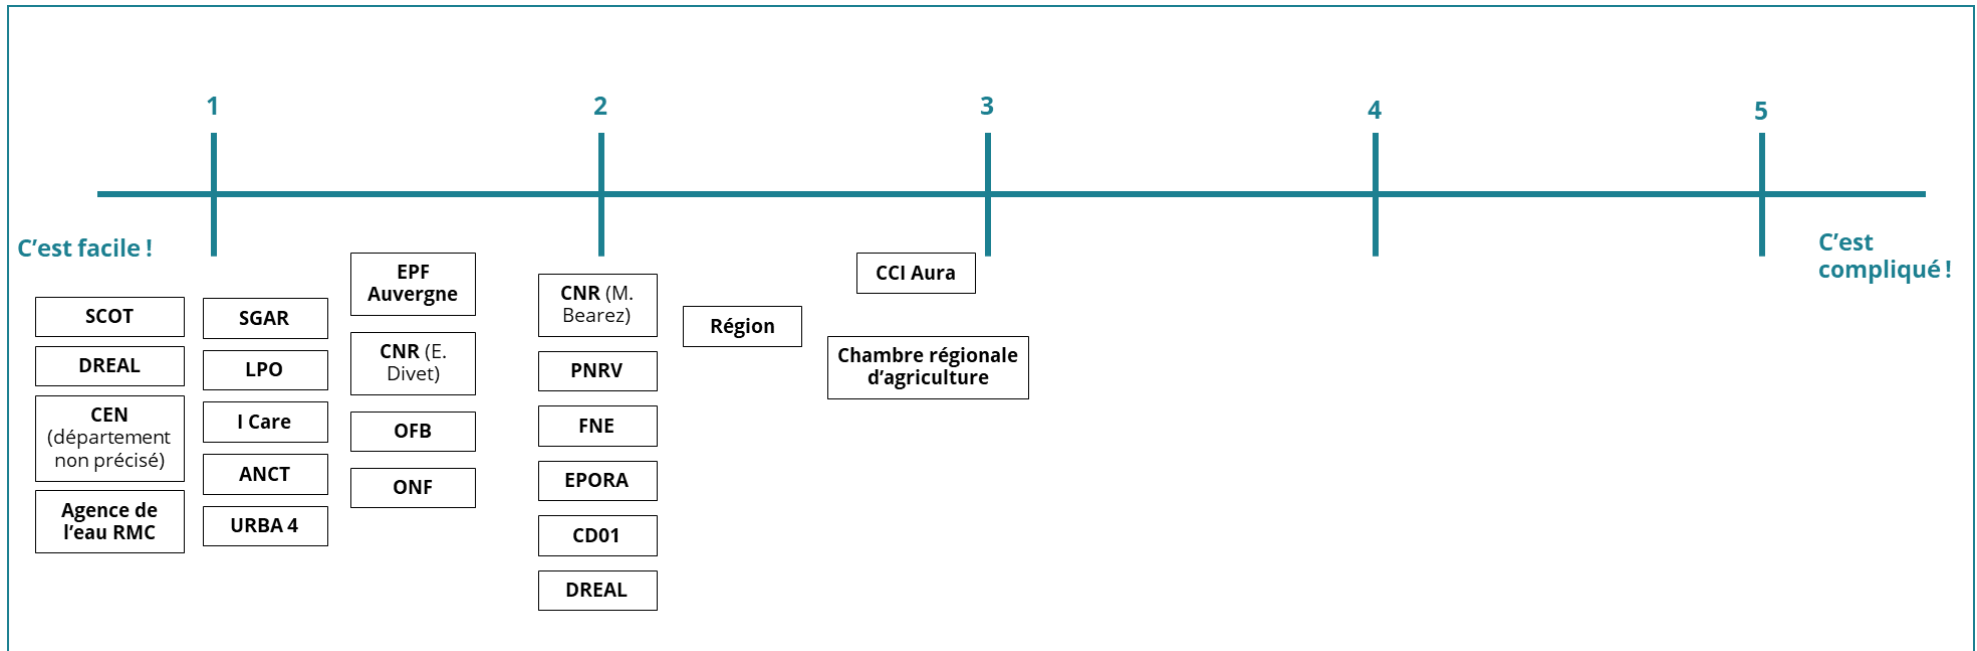 1
2
3
4
5
C’est facile !
C’est
compliqué !
SCOT
DREAL
CEN
(département
non précisé)
Agence de
l’eau RMC
SGAR
LPO
I Care
ANCT
URBA 4
EPF
Auvergne
CNR (E.
Divet)
OFB
ONF
CNR (M.
Bearez)
PNRV
FNE
EPORA
CD01
DREAL
Région
CCI Aura
Chambre régionale
d’agriculture